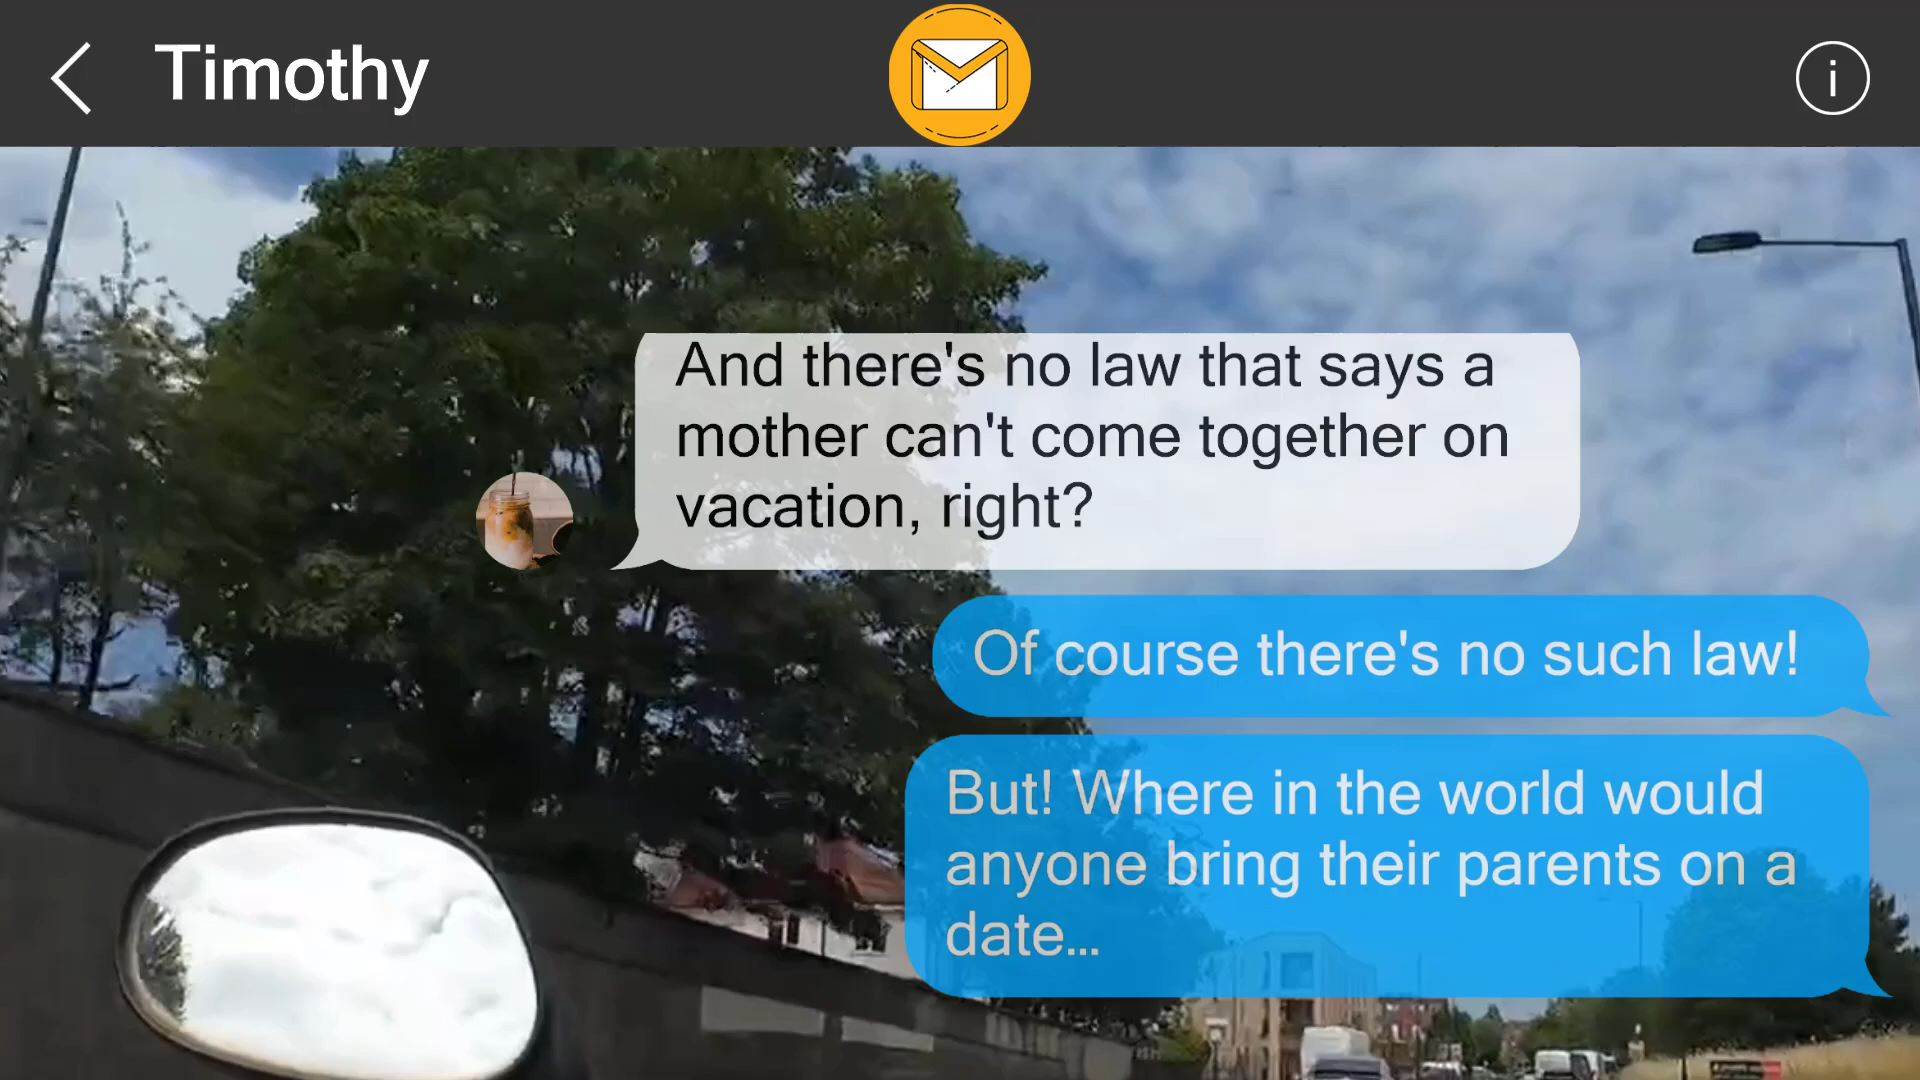 Timothy
i
And there's no law that says a
mother can't come together on
vacation, right?
Of course there's no such law!
But! Where in the world would
anyone bring their parents on a
date...